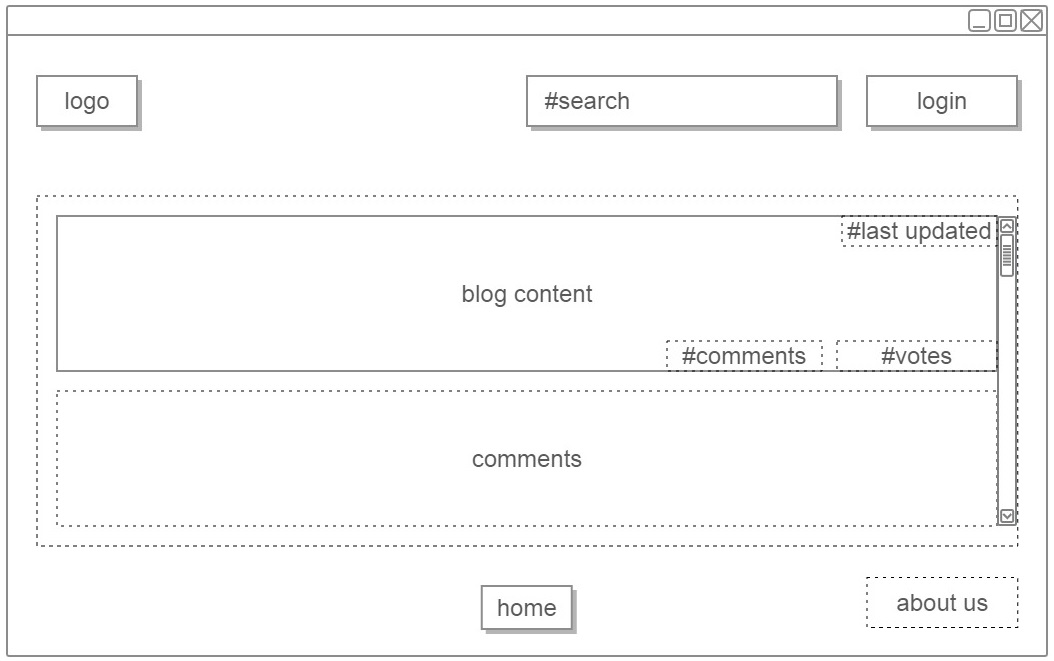 logo
#search
login
#last updated
blog content
#comments
#votes
comments
home
about us